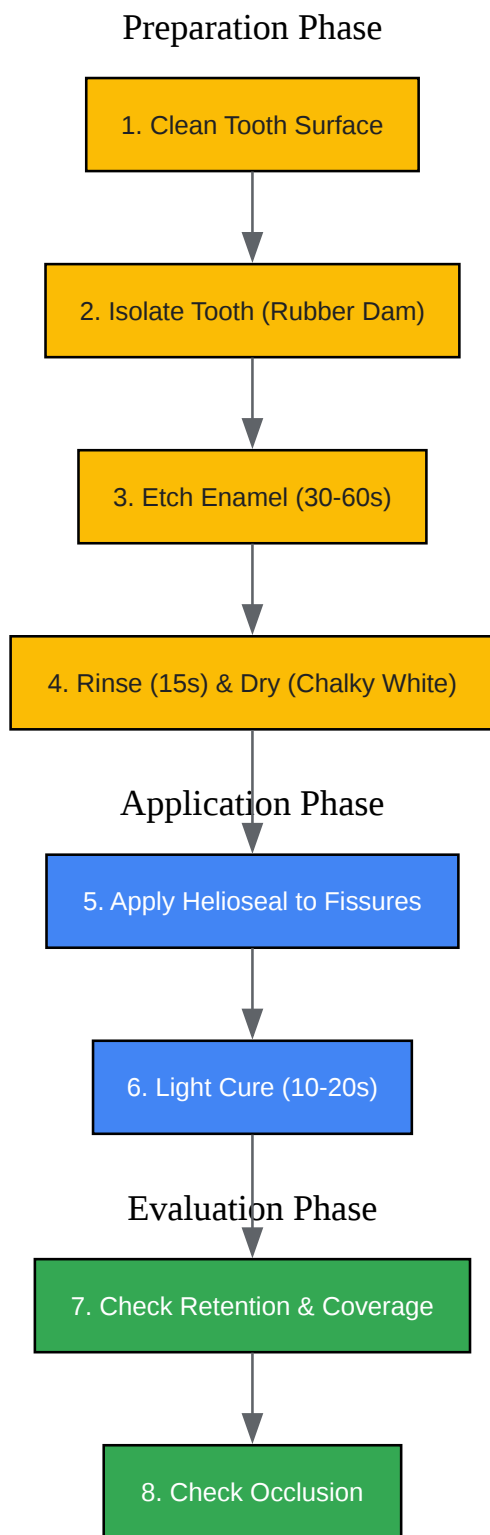 Preparation Phase
1. Clean Tooth Surface
2. Isolate Tooth (Rubber Dam)
3. Etch Enamel (30-60s)
4. Rinse (15s) & Dry (Chalky White)
Application Phase
5. Apply Helioseal to Fissures
6. Light Cure (10-20s)
Evaluation Phase
7. Check Retention & Coverage
8. Check Occlusion